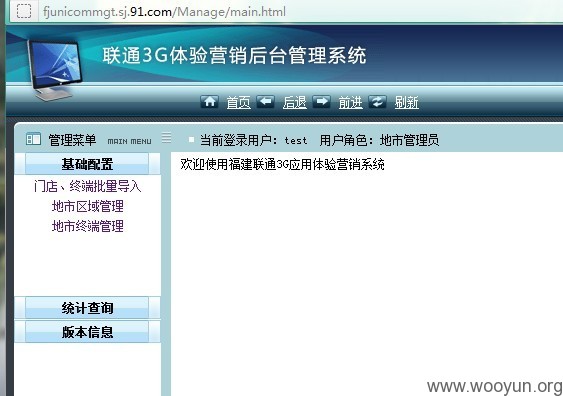 fjunicommgt.sj.91.com/Manage/main.html
联通3G体验营销后台管理系统
首页 后退 前进 刷新
管理菜单 MAIN MENU
当前登录用户：test 用户角色：地市管理员
基础配置
欢迎使用福建联通3G应用体验营销系统
门店、终端批量导入
地市区域管理
地市终端管理
统计查询
版本信息
www.wooyun.org